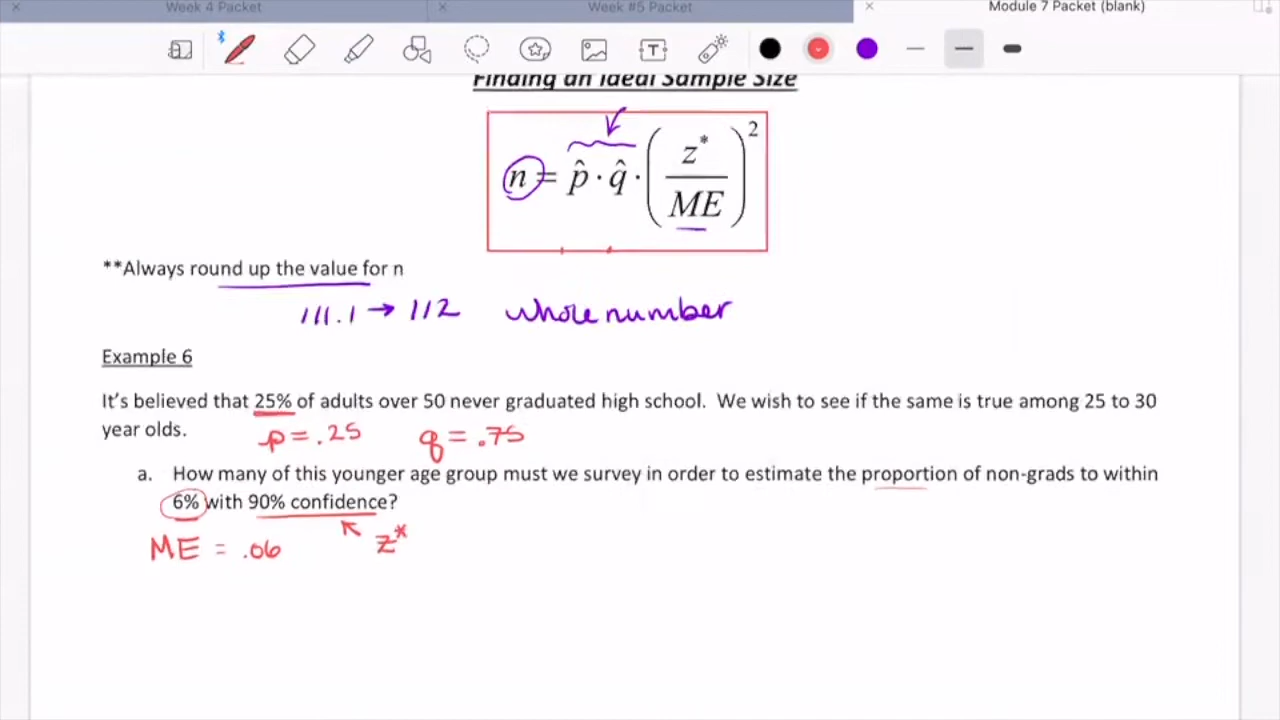 Week 4 Packet Week #5 Packet Module 7 Packet (blank)
Finding an Ideal Sample Size
n = p̂ · q̂ · (z* / ME)²
**Always round up the value for n
111.1 → 112 whole number
Example 6
It's believed that 25% of adults over 50 never graduated high school. We wish to see if the same is true among 25 to 30
year olds.
p = .25 q = .75
a. How many of this younger age group must we survey in order to estimate the proportion of non-grads to within
6% with 90% confidence?
ME = .06 z*